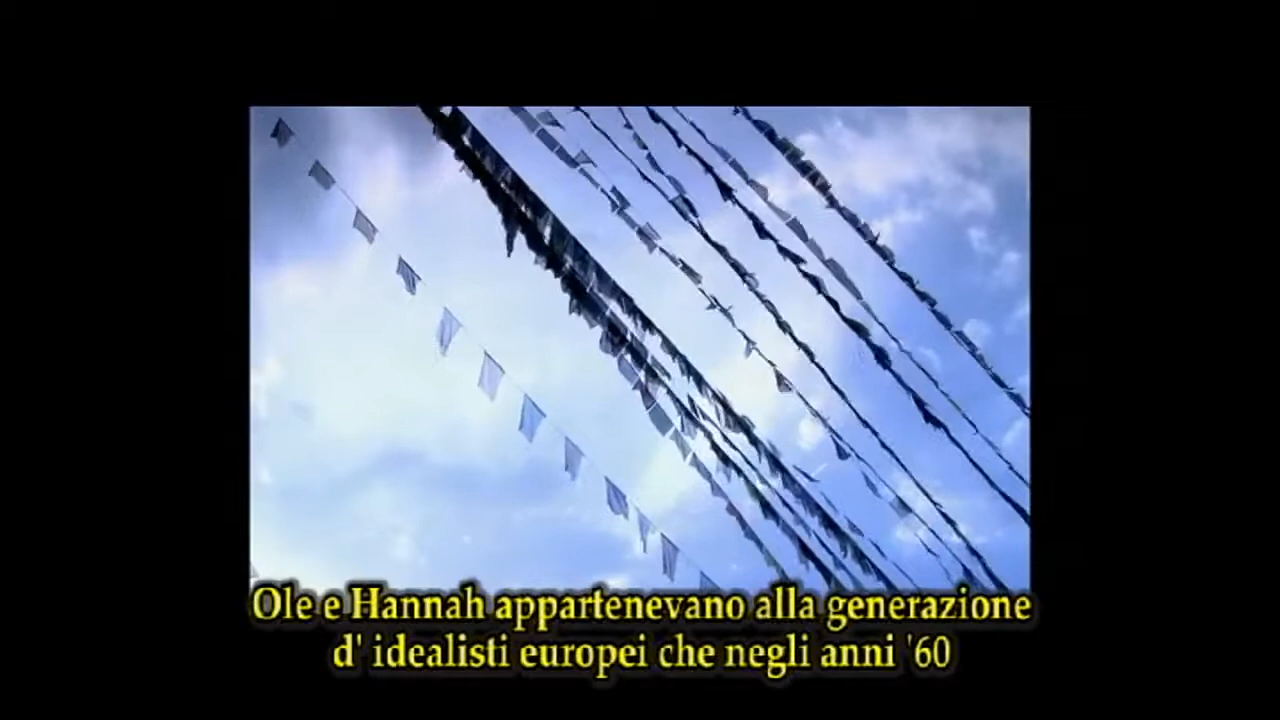 Ole e Hannah appartenevano alla generazione
d' idealisti europei che negli anni '60